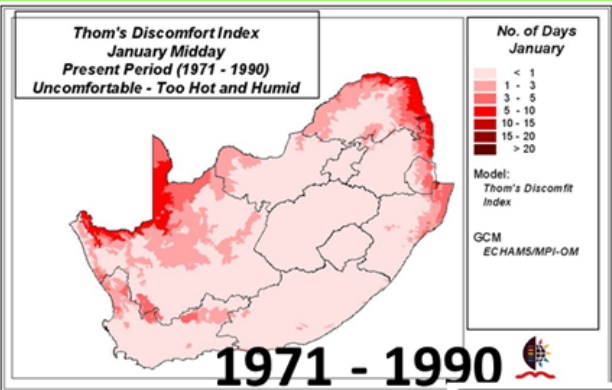 Thom's Discomfort Index
January Midday
Present Period (1971 - 1990)
Uncomfortable - Too Hot and Humid
No. of Days
January
< 1
1 - 3
3 - 5
5 - 10
10 - 15
15 - 20
> 20
Model:
Thom's Discomfit
Index
GCM
ECHAM5/MPI-OM
1971 - 1990